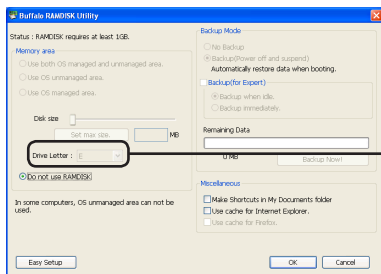 Buffalo RAMDISK Utility
Status : RAMDISK requires at least 1GB.
Memory area
Use both OS managed and unmanaged area.
Use OS unmanaged area.
Use OS managed area.
Disk size
Set max size.
MB
Drive Letter : E
Do not use RAMDISK
In some computers, OS unmanaged area can not be
used.
Easy Setup
Backup Mode
No Backup
Backup(Power off and suspend)
Automatically restore data when booting.
Backup(for Expert)
Backup when idle.
Backup immediately.
Remaining Data
0 MB
Backup Now!
Miscellaneous
Make Shortcuts in My Documents folder
Use cache for Internet Explorer.
Use cache for Firefox.
OK
Cancel